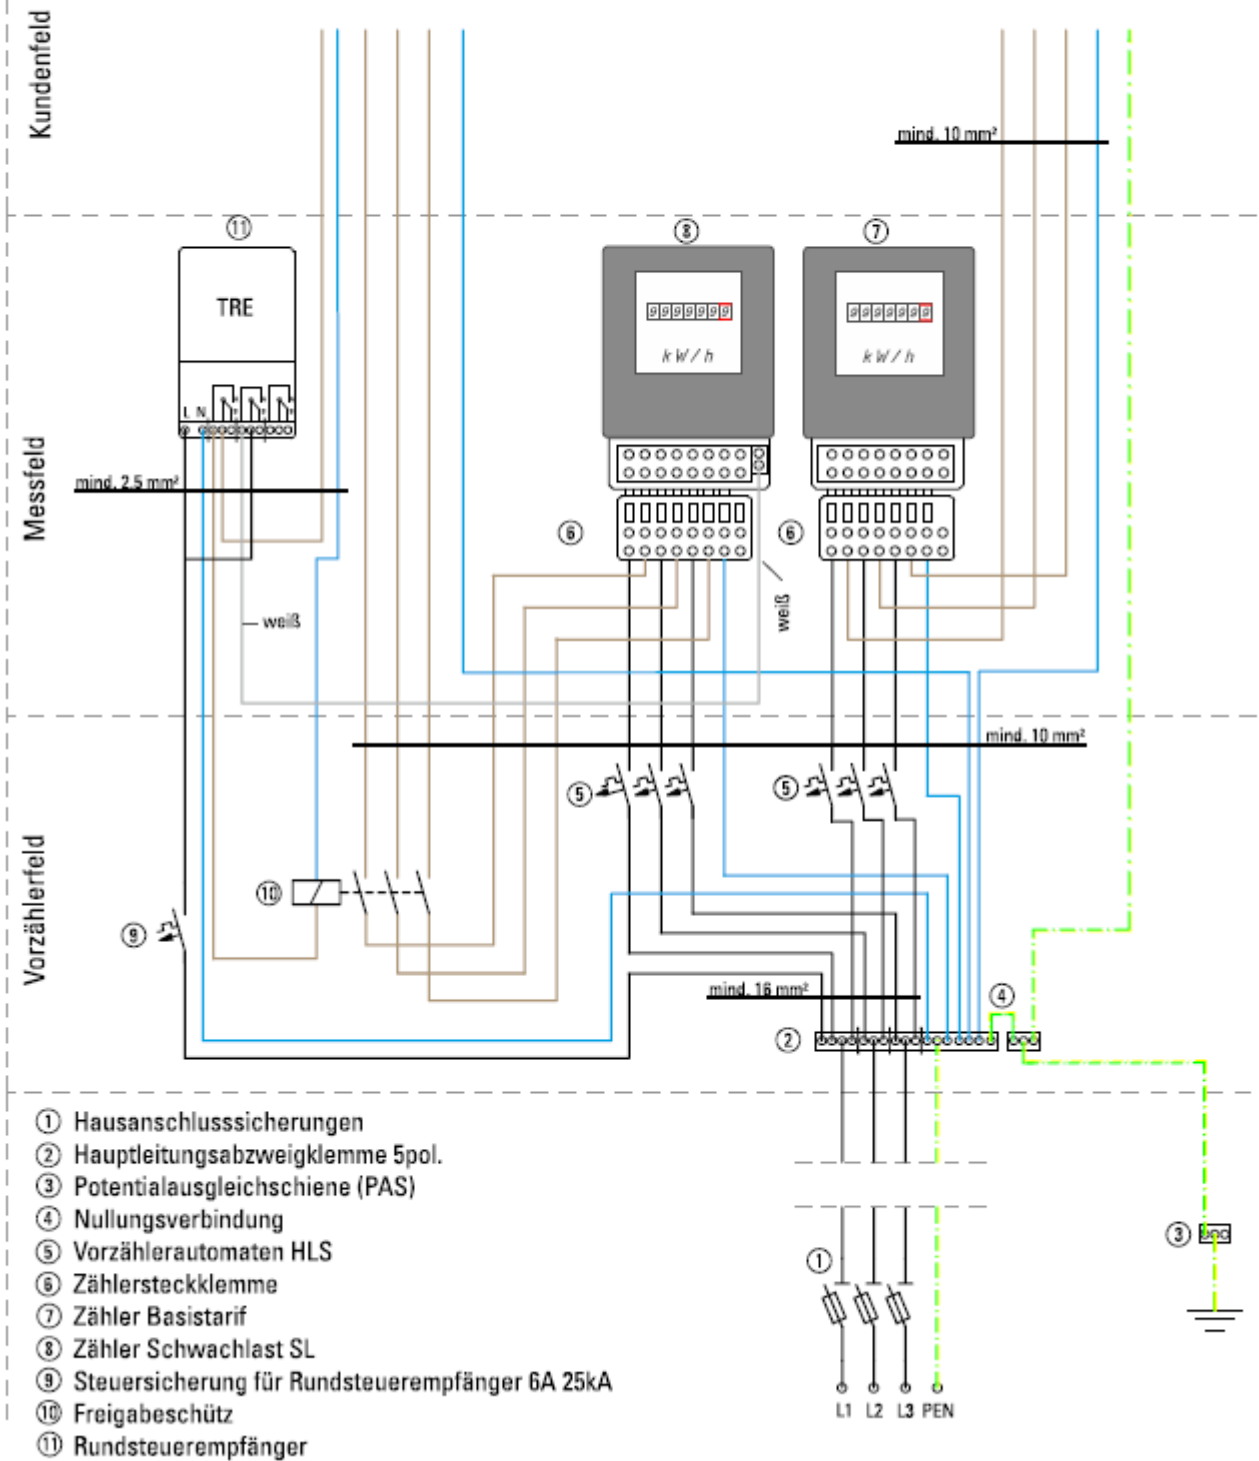 Kundenfeld
mind. 10 mm²
⑪
⑧
⑦
TRE
9999999
9999999
kW/h
kW/h
L N
Messfeld
mind. 2.5 mm²
⑥
⑥
weiß
weiß
mind. 10 mm²
⑤
⑤
Vorzählerfeld
⑩
⑨
mind. 16 mm²
④
②
① Hausanschlusssicherungen
② Hauptleitungsabzweigklemme 5pol.
③ Potentialausgleichschiene (PAS)
④ Nullungsverbindung
⑤ Vorzählerautomaten HLS
⑥ Zählersteckklemme
⑦ Zähler Basistarif
⑧ Zähler Schwachlast SL
⑨ Steuersicherung für Rundsteuerempfänger 6A 25kA
⑩ Freigabeschütz
⑪ Rundsteuerempfänger
③
①
L1 L2 L3 PEN